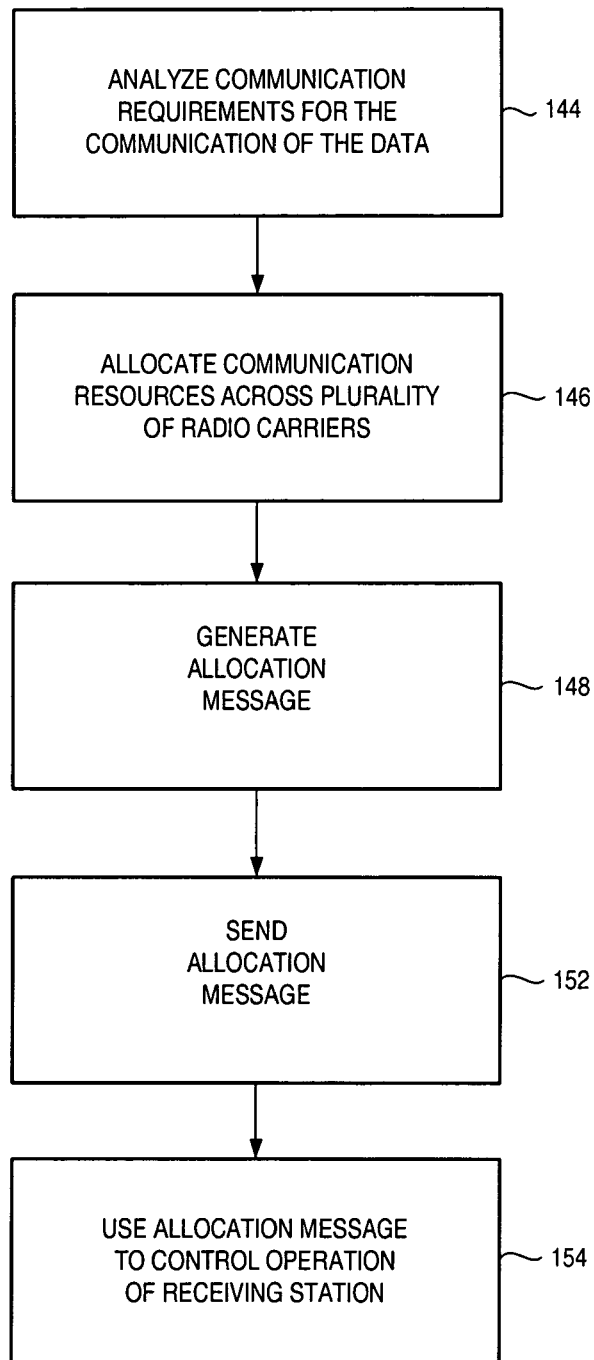 ANALYZE COMMUNICATION
REQUIREMENTS FOR THE
COMMUNICATION OF THE DATA
144
ALLOCATE COMMUNICATION
RESOURCES ACROSS PLURALITY
OF RADIO CARRIERS
146
GENERATE
ALLOCATION
MESSAGE
148
SEND
ALLOCATION
MESSAGE
152
USE ALLOCATION MESSAGE
TO CONTROL OPERATION
OF RECEIVING STATION
154